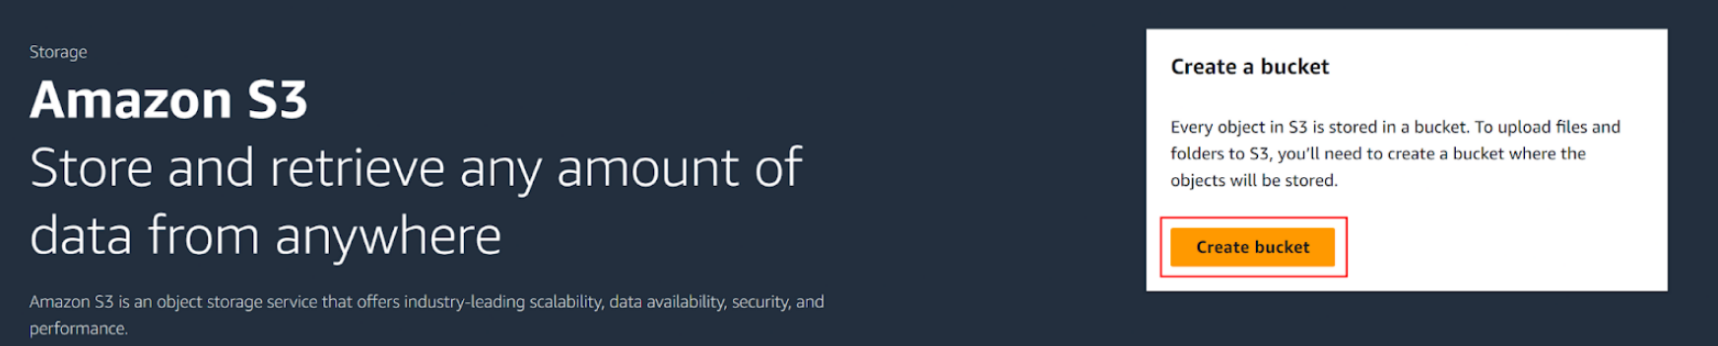 Storage
Amazon S3
Store and retrieve any amount of
data from anywhere
Amazon S3 is an object storage service that offers industry-leading scalability, data availability, security, and
performance.
Create a bucket
Every object in S3 is stored in a bucket. To upload files and
folders to S3, you'll need to create a bucket where the
objects will be stored.
Create bucket